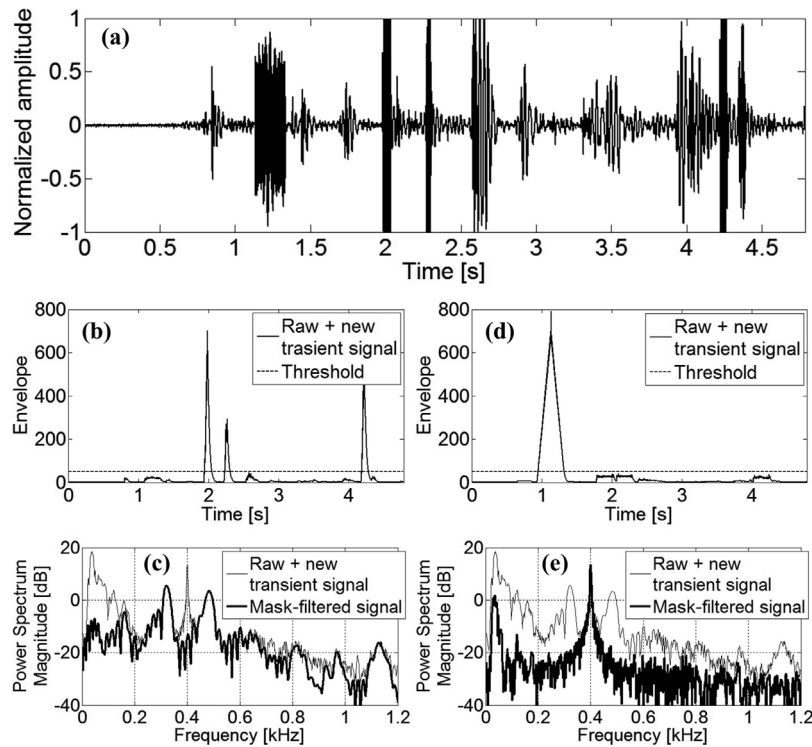 (a)
Normalized amplitude
1
0.5
0
-0.5
-1
0 0.5 1 1.5 2 2.5 3 3.5 4 4.5
Time [s]
(b)
Envelope
800
600
400
200
0
0 1 2 3 4
Time [s]
Raw + new
trasient signal
Threshold
(d)
Envelope
800
600
400
200
0
0 1 2 3 4
Time [s]
Raw + new
transient signal
Threshold
(c)
Power Spectrum
Magnitude [dB]
20
0
-20
-40
0 0.2 0.4 0.6 0.8 1 1.2
Frequency [kHz]
Raw + new
transient signal
Mask-filtered signal
(e)
Power Spectrum
Magnitude [dB]
20
0
-20
-40
0 0.2 0.4 0.6 0.8 1 1.2
Frequency [kHz]
Raw + new
transient signal
Mask-filtered signal